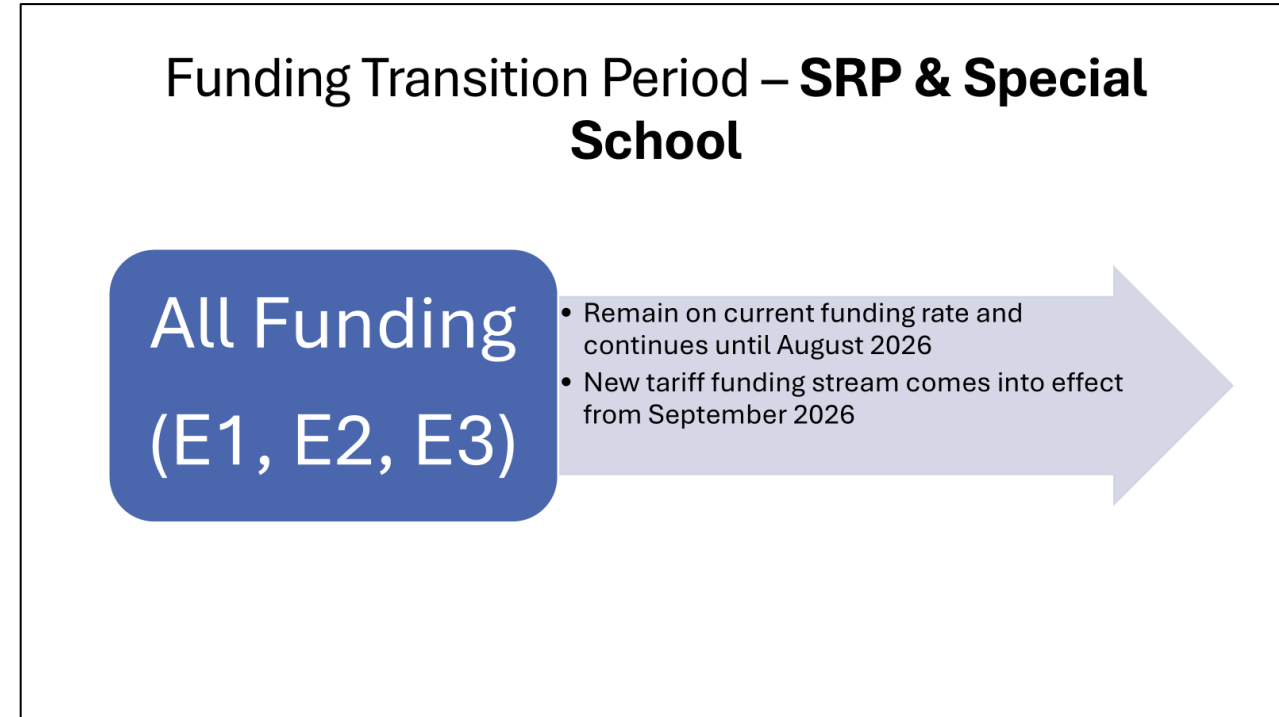 Funding Transition Period – SRP & Special
School
All Funding
(E1, E2, E3)
• Remain on current funding rate and
continues until August 2026
• New tariff funding stream comes into effect
from September 2026